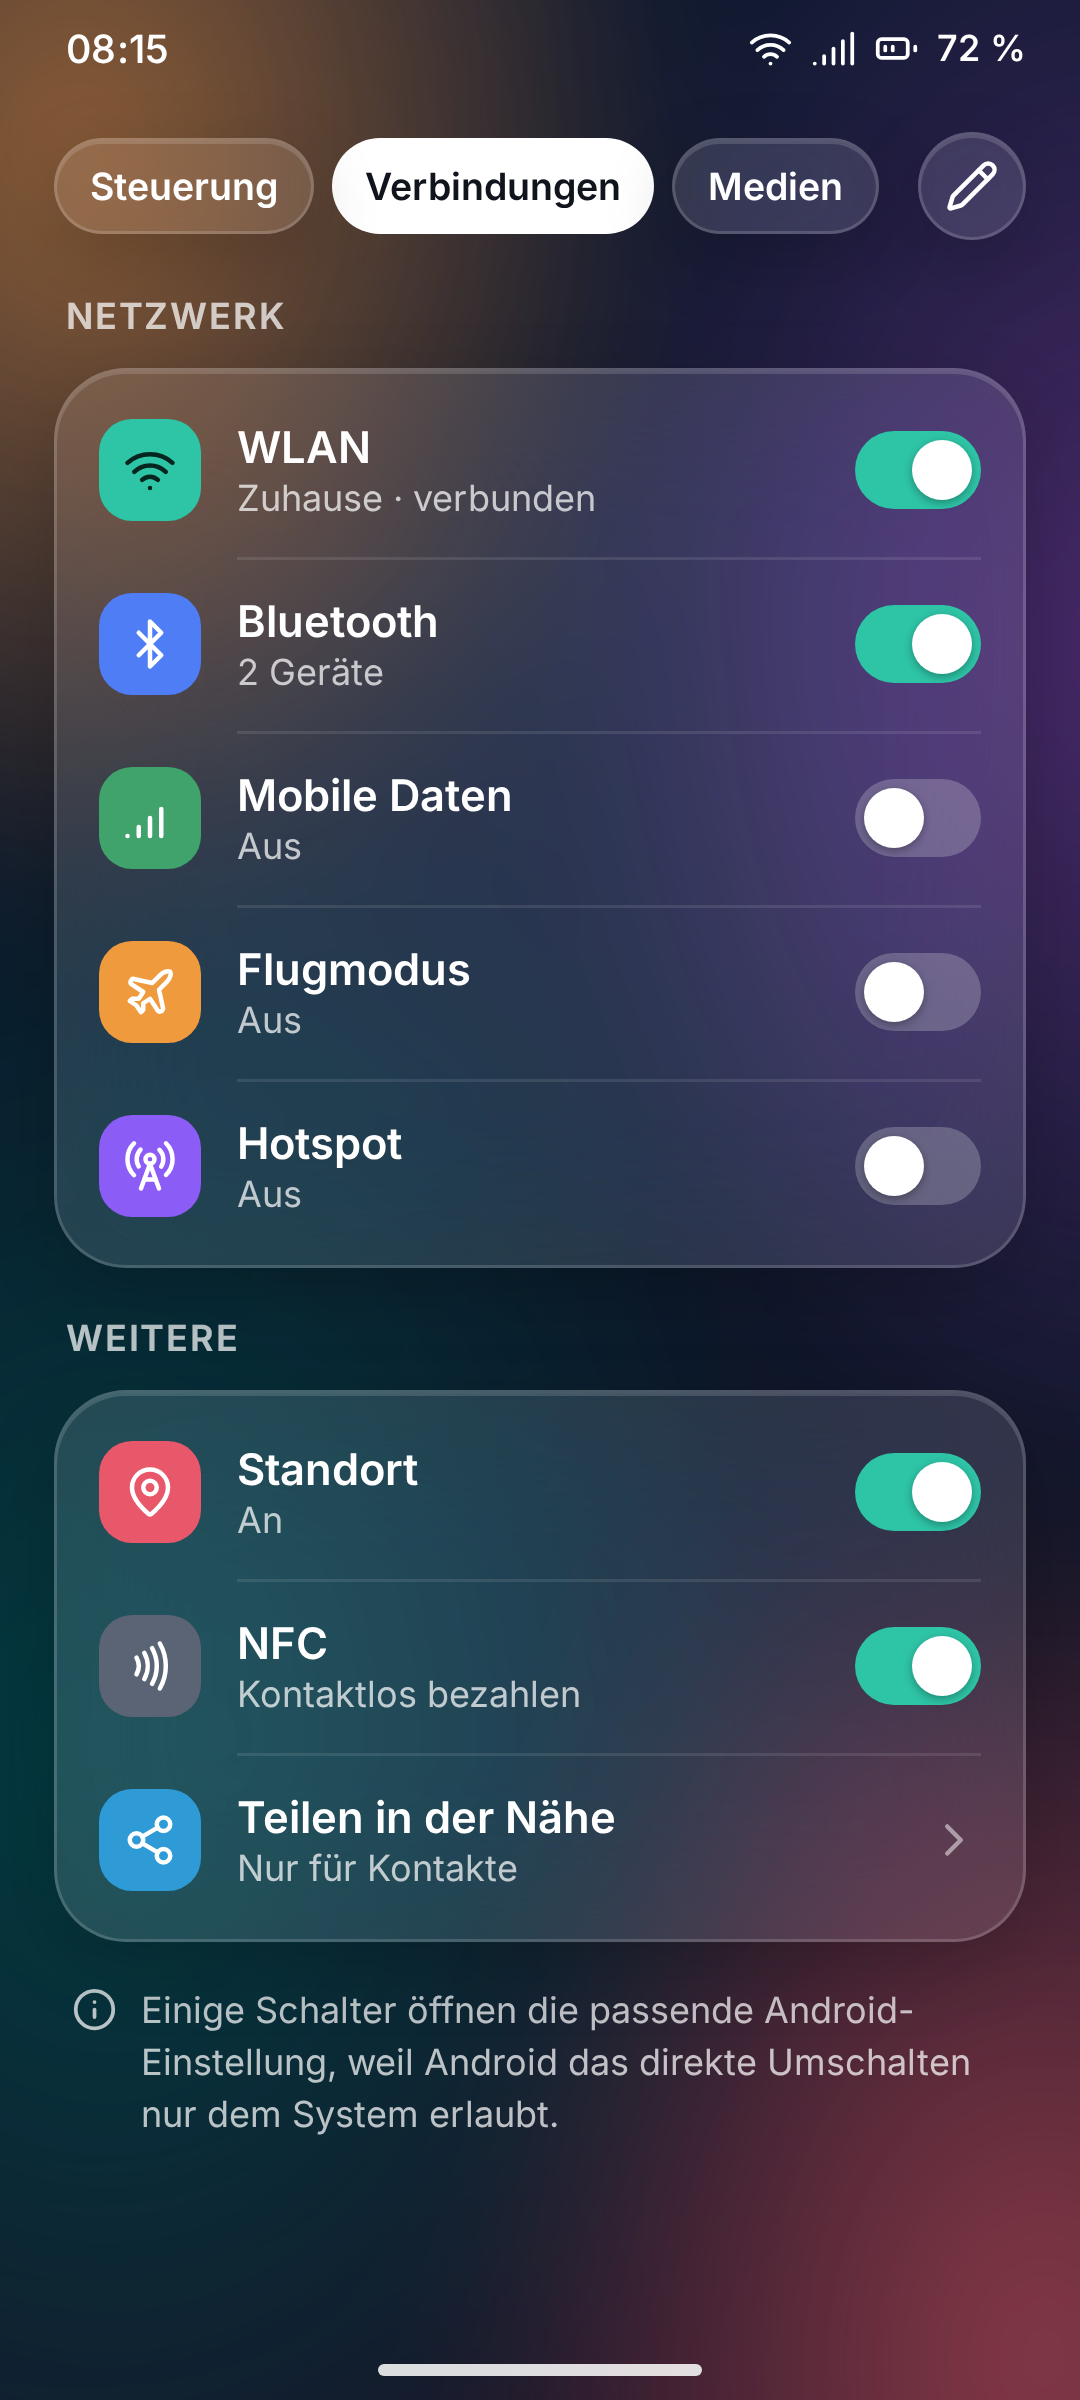 08:15
72 %
Steuerung
Verbindungen
Medien
NETZWERK
WLAN
Zuhause · verbunden
Bluetooth
2 Geräte
Mobile Daten
Aus
Flugmodus
Aus
Hotspot
Aus
WEITERE
Standort
An
NFC
Kontaktlos bezahlen
Teilen in der Nähe
Nur für Kontakte
Einige Schalter öffnen die passende Android-
Einstellung, weil Android das direkte Umschalten
nur dem System erlaubt.